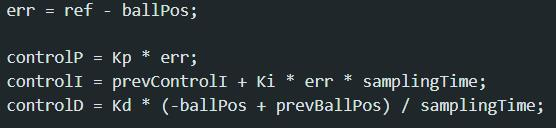 err = ref - ballPos;
controlP = Kp * err;
controlI = prevControlI + Ki * err * samplingTime;
controlD = Kd * (-ballPos + prevBallPos) / samplingTime;